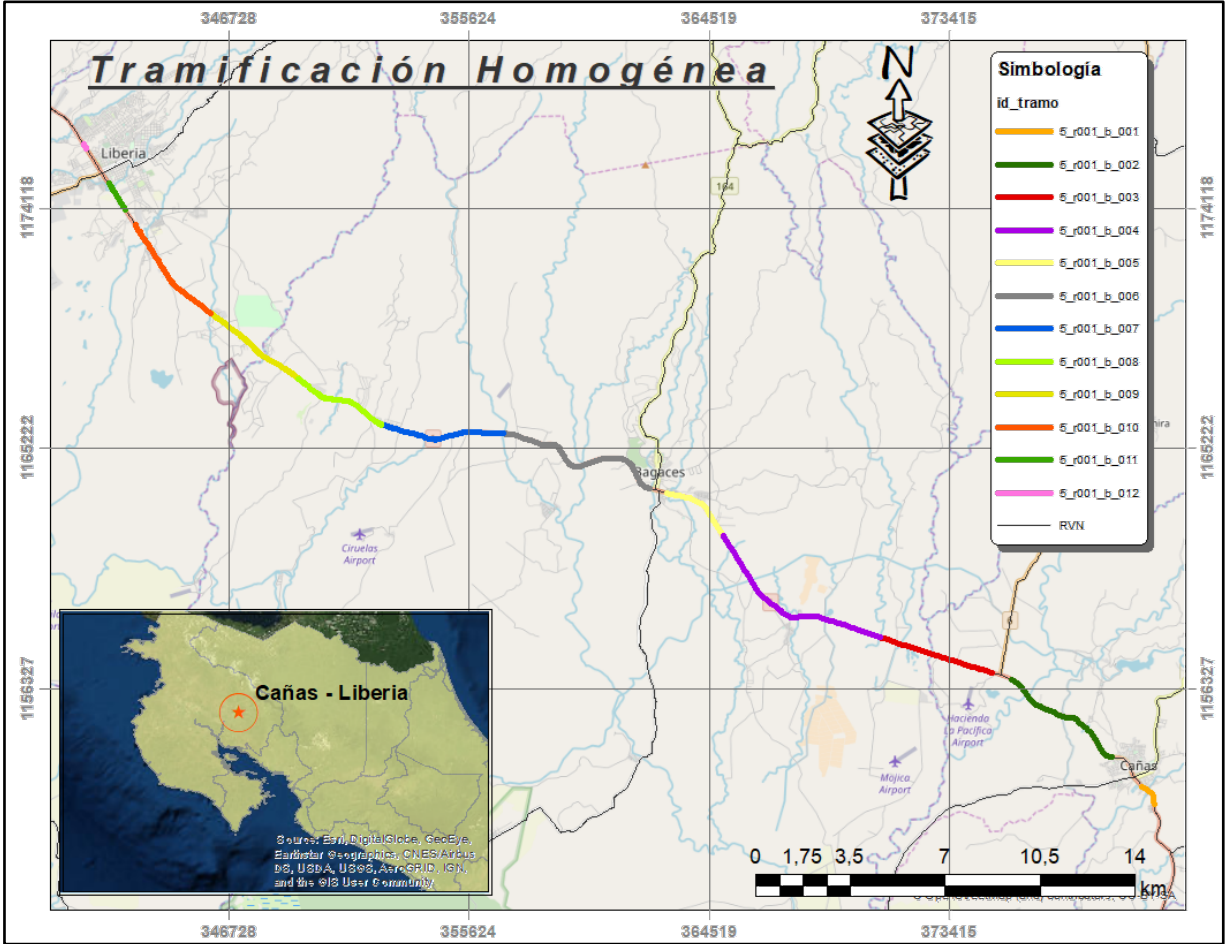 346728
355624
364519
373415
Tramificación Homogénea
N
Simbología
id_tramo
5_r001_b_001
5_r001_b_002
5_r001_b_003
5_r001_b_004
5_r001_b_005
5_r001_b_006
5_r001_b_007
5_r001_b_008
5_r001_b_009
5_r001_b_010
5_r001_b_011
5_r001_b_012
RVN
Liberia
164
1174118
1174118
1165222
1165222
Bagaces
Ciruelas
Airport
6
1156327
1156327
Hacienda
La Pacífica
Airport
Mojica
Airport
Cañas
Cañas - Liberia
Source: Esri, DigitalGlobe, GeoEye,
Earthstar Geographics, CNES/Airbus
DS, USDA, USGS, AeroGRID, IGN,
and the GIS User Community
0 1,75 3,5 7 10,5 14
km
346728
355624
364519
373415